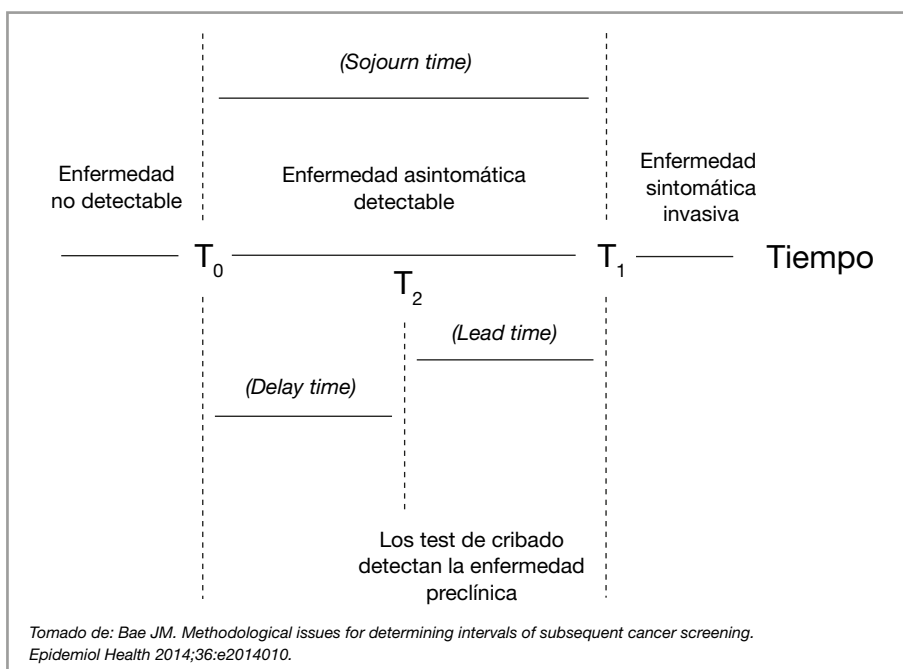 (Sojourn time)
Enfermedad
no detectable
Enfermedad asintomática
detectable
Enfermedad
sintomática
invasiva
T0
T1
Tiempo
T2
(Lead time)
(Delay time)
Los test de cribado
detectan la enfermedad
preclínica
Tomado de: Bae JM. Methodological issues for determining intervals of subsequent cancer screening.
Epidemiol Health 2014;36:e2014010.